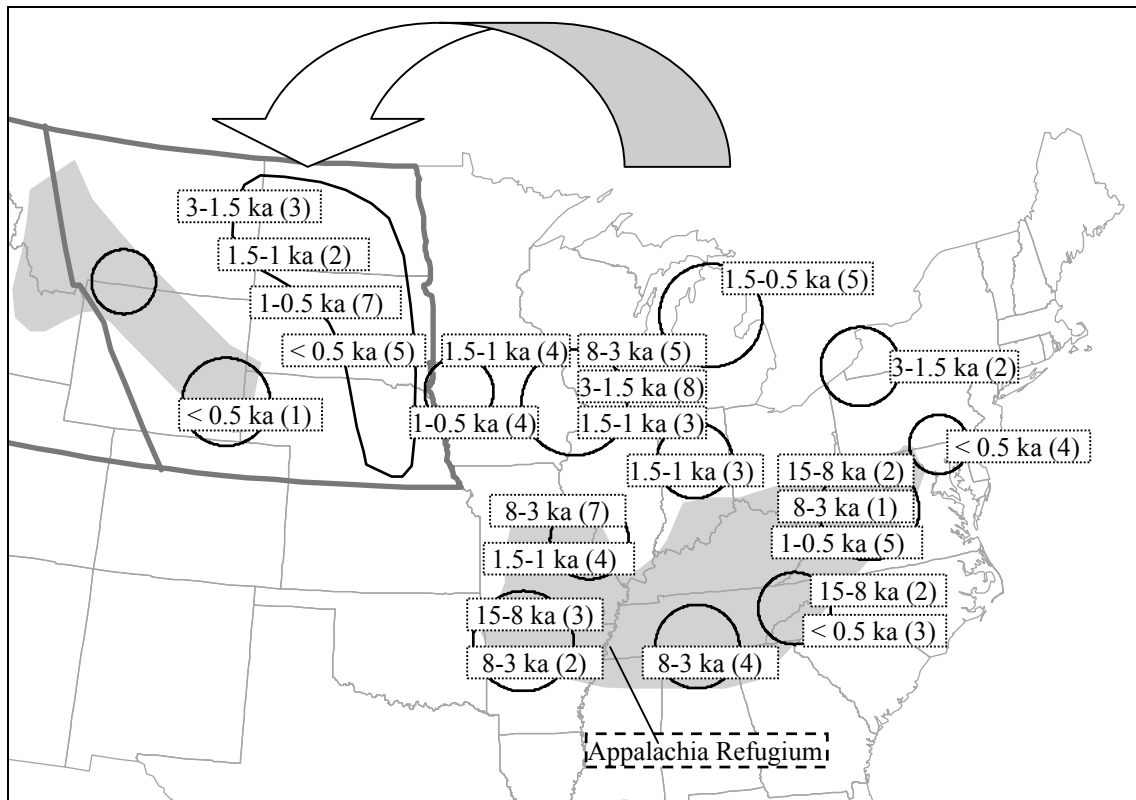 3-1.5 ka (3)
1.5-1 ka (2)
1-0.5 ka (7)
< 0.5 ka (5)
< 0.5 ka (1)
1.5-1 ka (4)
1-0.5 ka (4)
8-3 ka (5)
3-1.5 ka (8)
1.5-1 ka (3)
1.5-0.5 ka (5)
3-1.5 ka (2)
< 0.5 ka (4)
1.5-1 ka (3)
15-8 ka (2)
8-3 ka (1)
1-0.5 ka (5)
8-3 ka (7)
1.5-1 ka (4)
15-8 ka (3)
8-3 ka (2)
8-3 ka (4)
15-8 ka (2)
< 0.5 ka (3)
Appalachia Refugium